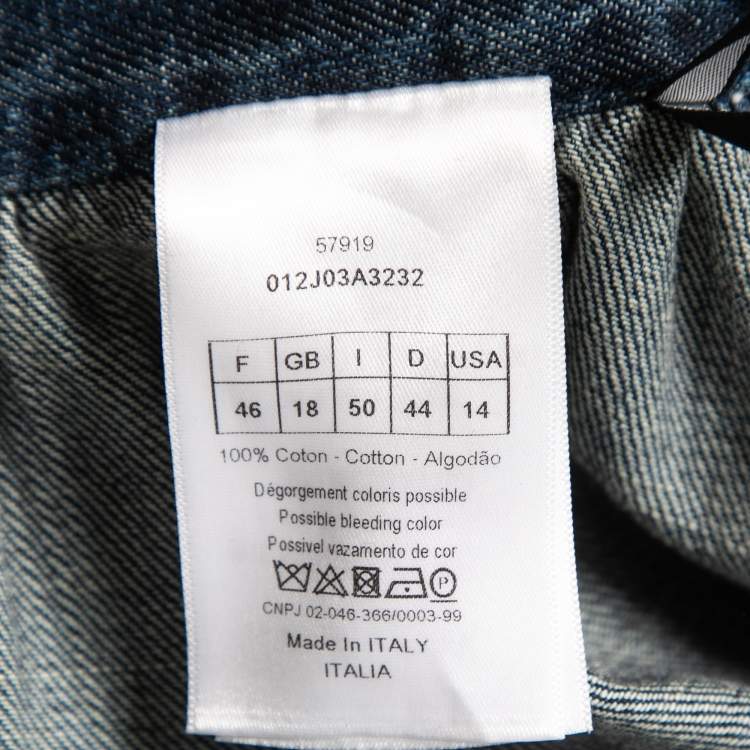 57919
012J03A3232
F GB I D USA
46 18 50 44 14
100% Coton - Cotton - Algodão
Dégorgement coloris possible
Possible bleeding color
Possivel vazamento de cor
P
CNPJ 02-046-366/0003-99
Made In ITALY
ITALIA